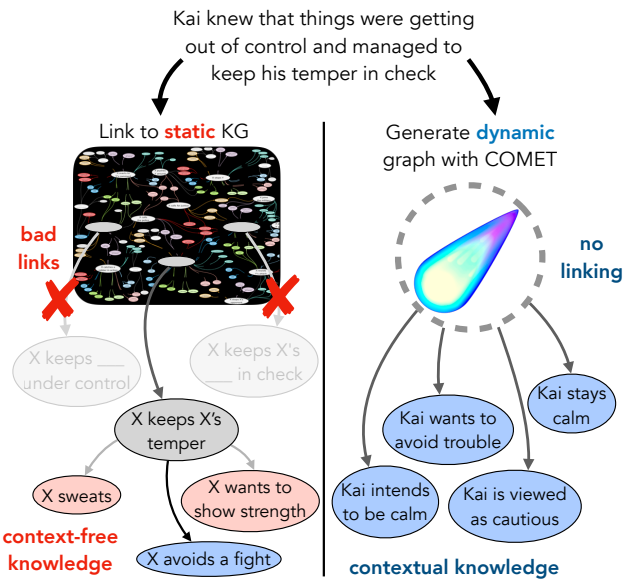 Kai knew that things were getting
out of control and managed to
keep his temper in check
Link to static KG
bad
links
X keeps ___
under control
X keeps X's
___ in check
X keeps X's
temper
X sweats
X wants to
show strength
X avoids a fight
context-free
knowledge
Generate dynamic
graph with COMET
no
linking
Kai stays
calm
Kai wants to
avoid trouble
Kai intends
to be calm
Kai is viewed
as cautious
contextual knowledge